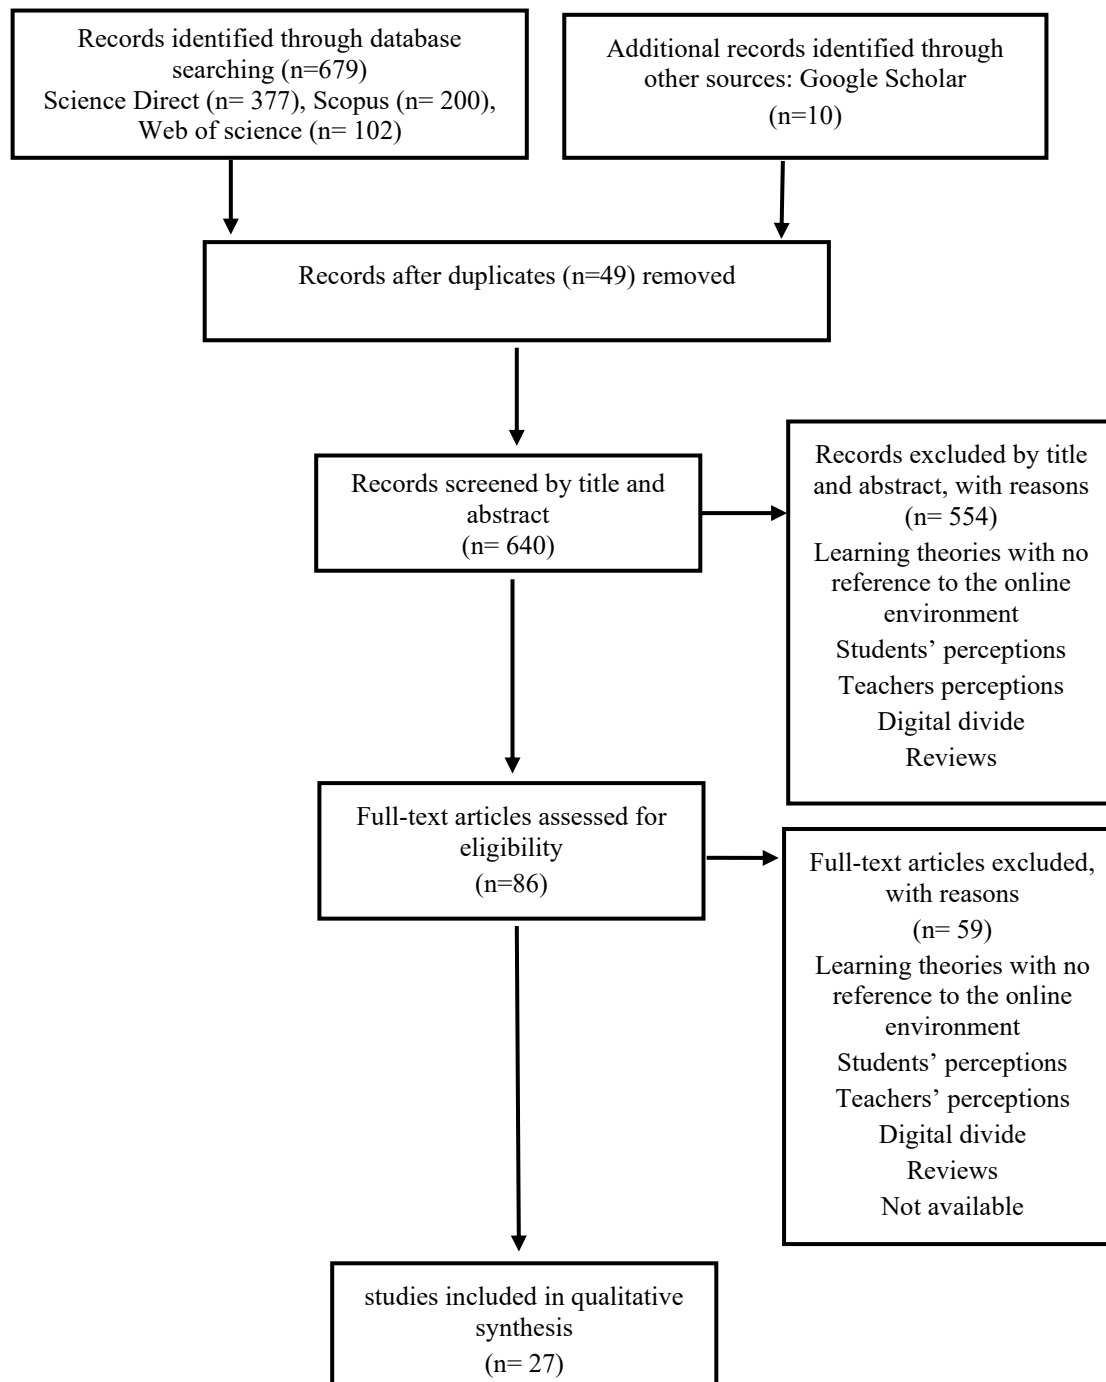 Records identified through database
searching (n=679)
Science Direct (n= 377), Scopus (n= 200),
Web of science (n= 102)
Additional records identified through
other sources: Google Scholar
(n=10)
Records after duplicates (n=49) removed
Records screened by title and
abstract
(n= 640)
Records excluded by title
and abstract, with reasons
(n= 554)
Learning theories with no
reference to the online
environment
Students’ perceptions
Teachers perceptions
Digital divide
Reviews
Full-text articles assessed for
eligibility
(n=86)
Full-text articles excluded,
with reasons
(n= 59)
Learning theories with no
reference to the online
environment
Students’ perceptions
Teachers’ perceptions
Digital divide
Reviews
Not available
studies included in qualitative
synthesis
(n= 27)